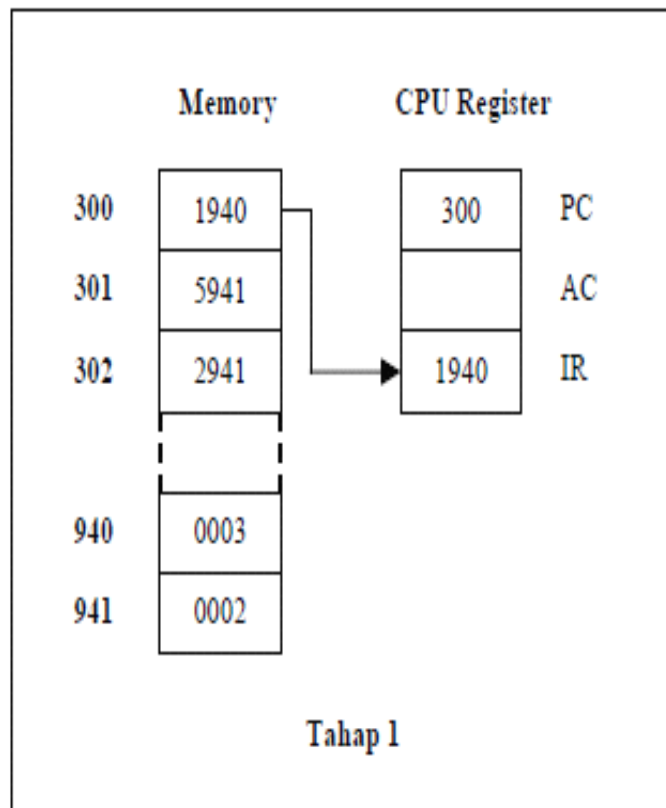 Memory CPU Register
300 1940 300 PC
301 5941 AC
302 2941 1940 IR
940 0003
941 0002
Tahap 1